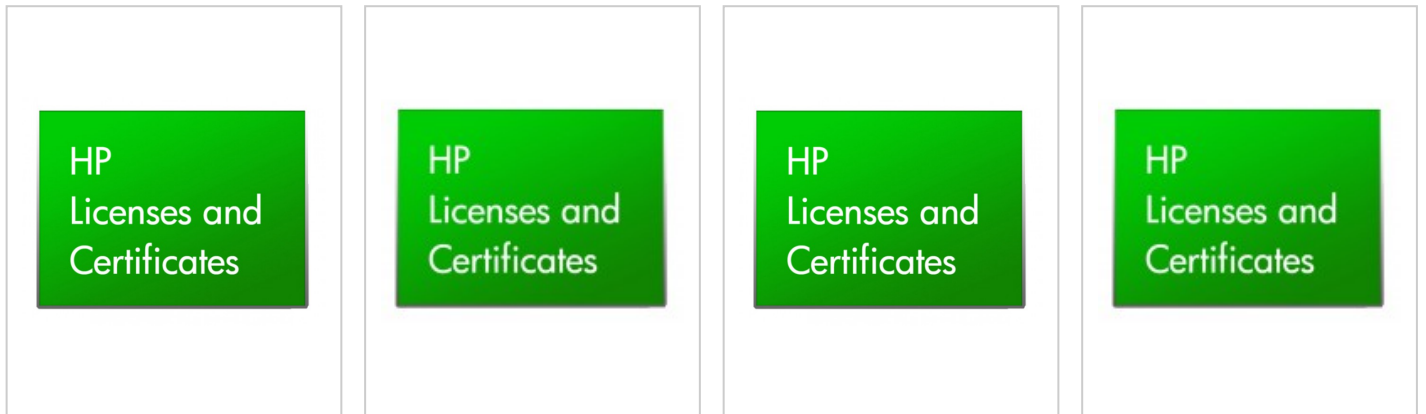 HP
Licenses and
Certificates
HP
Licenses and
Certificates
HP
Licenses and
Certificates
HP
Licenses and
Certificates